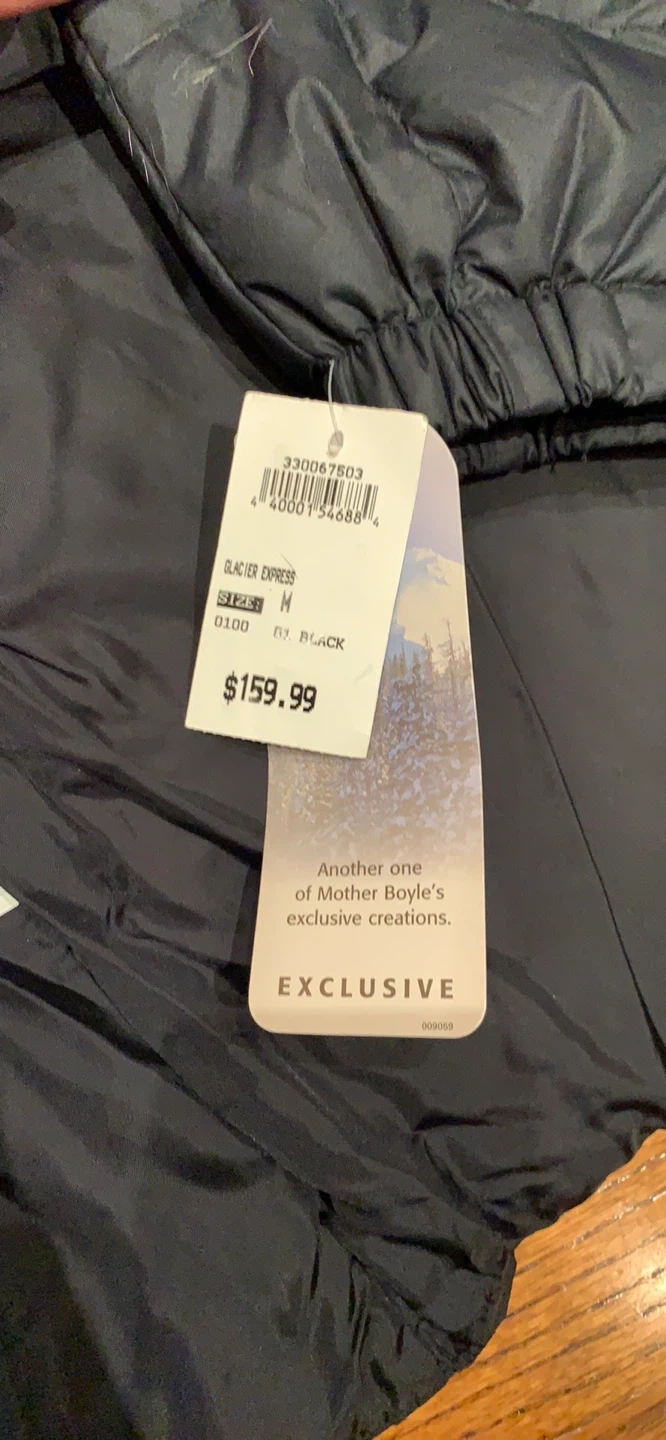 330067503
4 40001 54688 4
GLACIER EXPRESS
SIZE: M
0100 01 BLACK
$159.99
Another one
of Mother Boyle's
exclusive creations.
EXCLUSIVE
009059